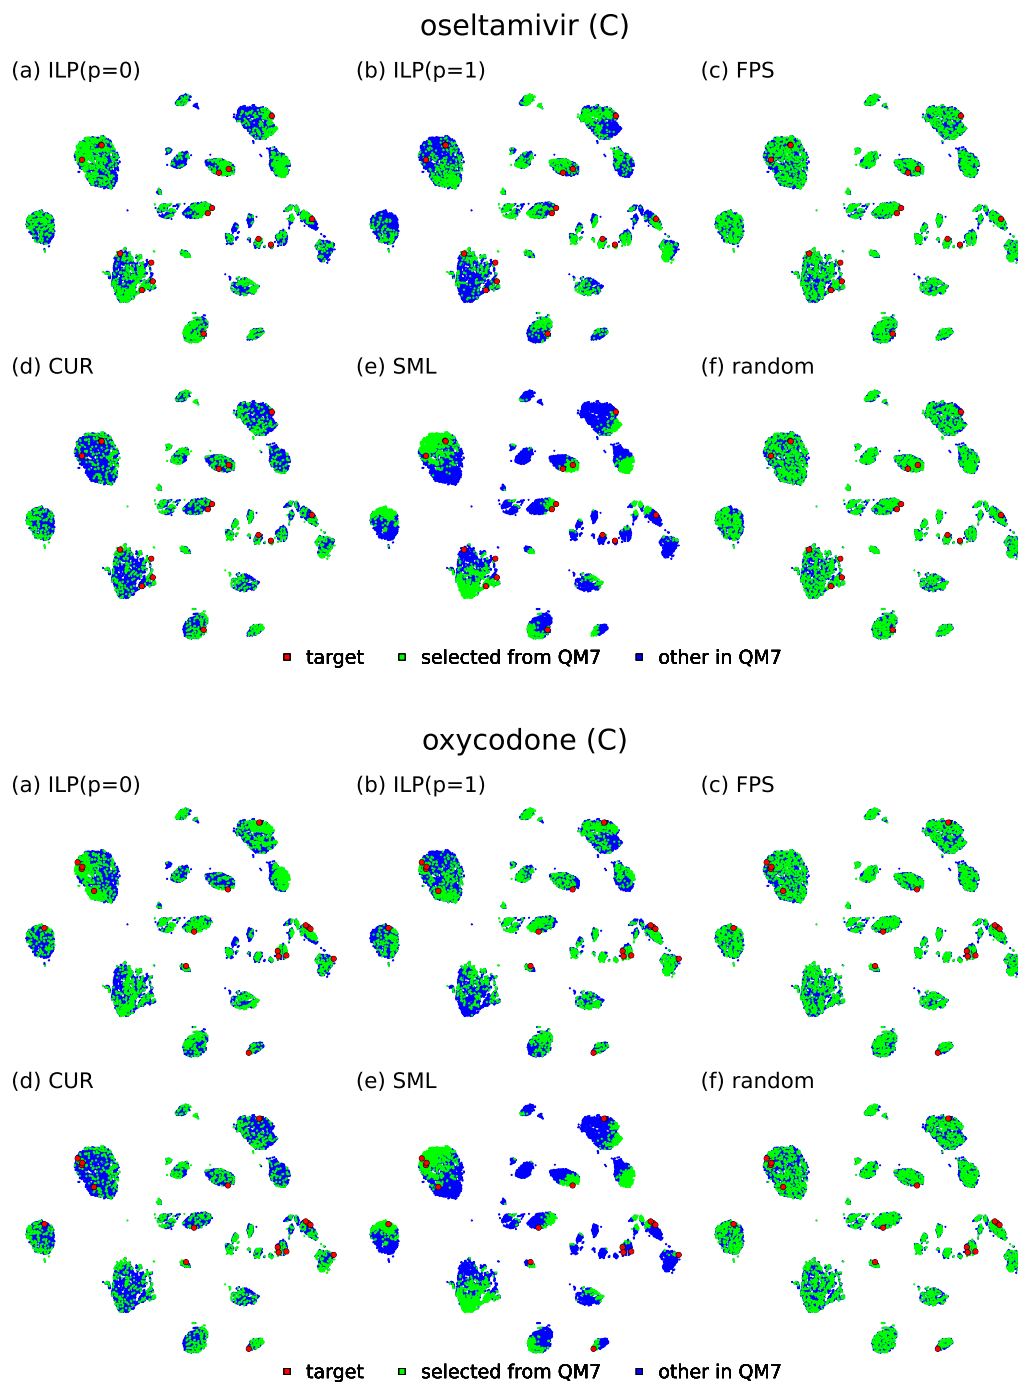 oseltamivir (C)
(a) ILP(p=0)
(b) ILP(p=1)
(c) FPS
(d) CUR
(e) SML
(f) random
target
selected from QM7
other in QM7
oxycodone (C)
(a) ILP(p=0)
(b) ILP(p=1)
(c) FPS
(d) CUR
(e) SML
(f) random
target
selected from QM7
other in QM7